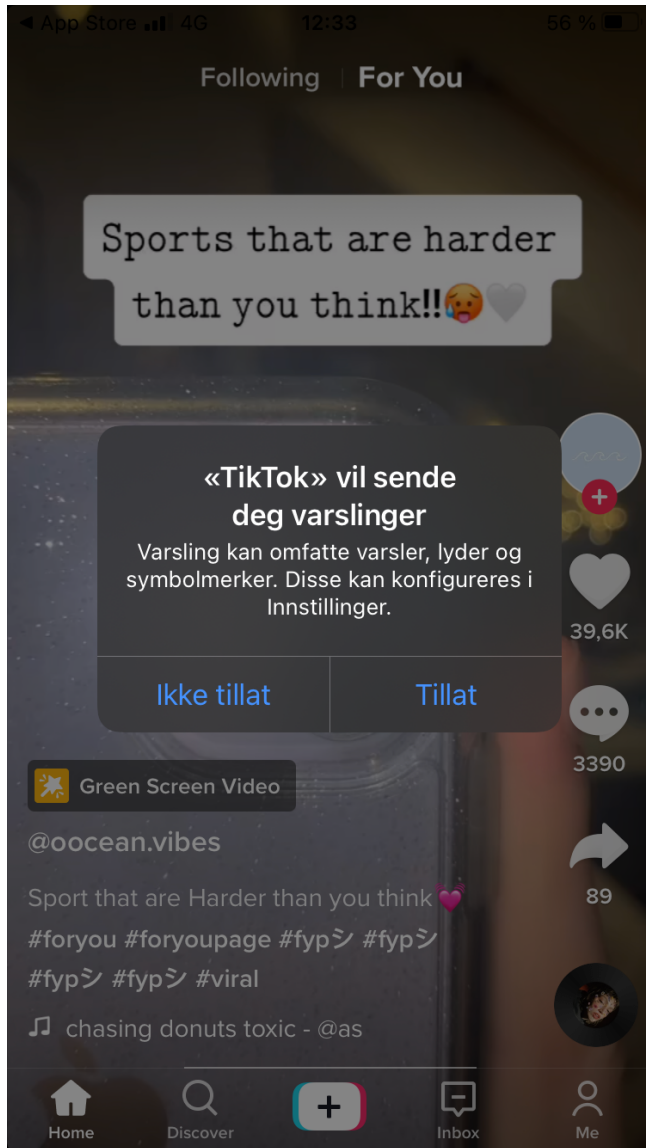 App Store 4G 12:33 56 %
Following For You
Sports that are harder
than you think!!🥵🤍
«TikTok» vil sende
deg varslinger
Varsling kan omfatte varsler, lyder og
symbolmerker. Disse kan konfigureres i
Innstillinger.
Ikke tillat Tillat
39,6K
3390
Green Screen Video
@oocean.vibes
89
Sport that are Harder than you think 💓
#foryou #foryoupage #fypシ #fypシ
#fypシ #fypシ #viral
chasing donuts toxic - @as
Home Discover Inbox Me